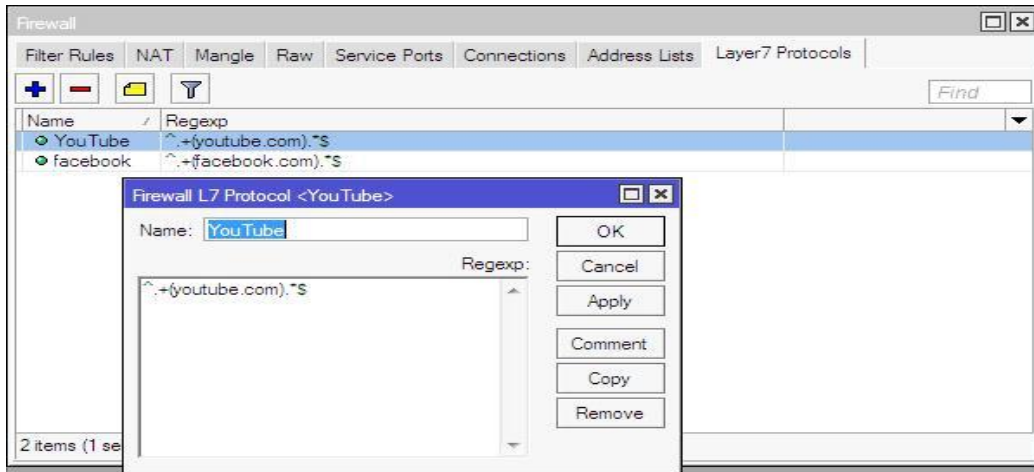 Firewall
Filter Rules NAT Mangle Raw Service Ports Connections Address Lists Layer7 Protocols
Find
Name Regexp
YouTube ^.+(youtube.com).*$
facebook ^.+(facebook.com).*$
Firewall L7 Protocol <YouTube>
Name: YouTube OK
Regexp: Cancel
^.+(youtube.com).*$
Apply
Comment
Copy
Remove
2 items (1 se